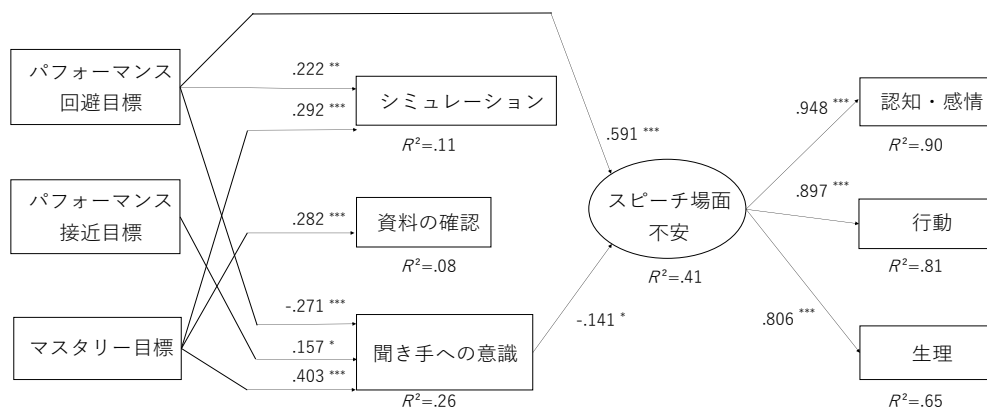 パフォーマンス
回避目標
パフォーマンス
接近目標
マスタリー目標
.222 **
.292 ***
シミュレーション
R²=.11
.282 ***
資料の確認
R²=.08
-.271 ***
.157 *
.403 ***
聞き手への意識
R²=.26
.591 ***
スピーチ場面
不安
R²=.41
-.141 *
.948 ***
認知・感情
R²=.90
.897 ***
行動
R²=.81
.806 ***
生理
R²=.65